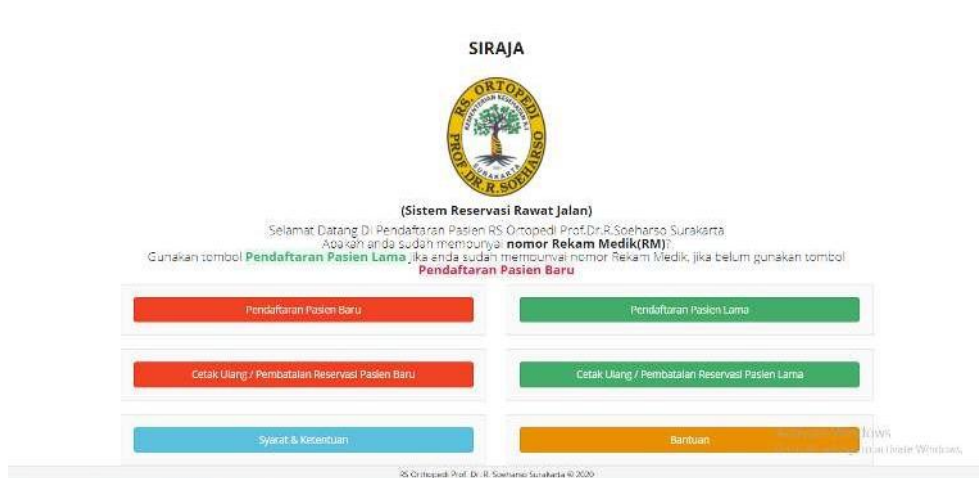 SIRAJA
RS. ORTOPEDI
KEMENTERIAN KESEHATAN R.I
PROF. DR. R. SOEHARSO
SURAKARTA
(Sistem Reservasi Rawat Jalan)
Selamat Datang Di Pendaftaran Pasien RS Ortopedi Prof.Dr.R.Soeharso Surakarta
Apakah anda sudah mempunyai nomor Rekam Medik(RM)?
Gunakan tombol Pendaftaran Pasien Lama jika anda sudah mempunyai nomor Rekam Medik, jika belum gunakan tombol
Pendaftaran Pasien Baru
Pendaftaran Pasien Baru
Pendaftaran Pasien Lama
Cetak Ulang / Pembatalan Reservasi Pasien Baru
Cetak Ulang / Pembatalan Reservasi Pasien Lama
Syarat & Ketentuan
Bantuan
Windows,
RS Orthopedi Prof. Dr. R. Soeharso Surakarta © 2020